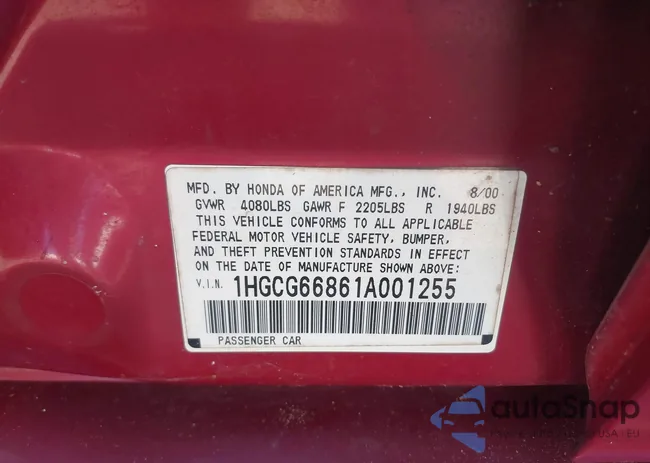 MFD. BY HONDA OF AMERICA MFG., INC. 8/00
GVWR 4080LBS GAWR F 2205LBS R 1940LBS
THIS VEHICLE CONFORMS TO ALL APPLICABLE
FEDERAL MOTOR VEHICLE SAFETY, BUMPER,
AND THEFT PREVENTION STANDARDS IN EFFECT
ON THE DATE OF MANUFACTURE SHOWN ABOVE:
V.I.N. 1HGCG66861A001255
PASSENGER CAR
autoSnap